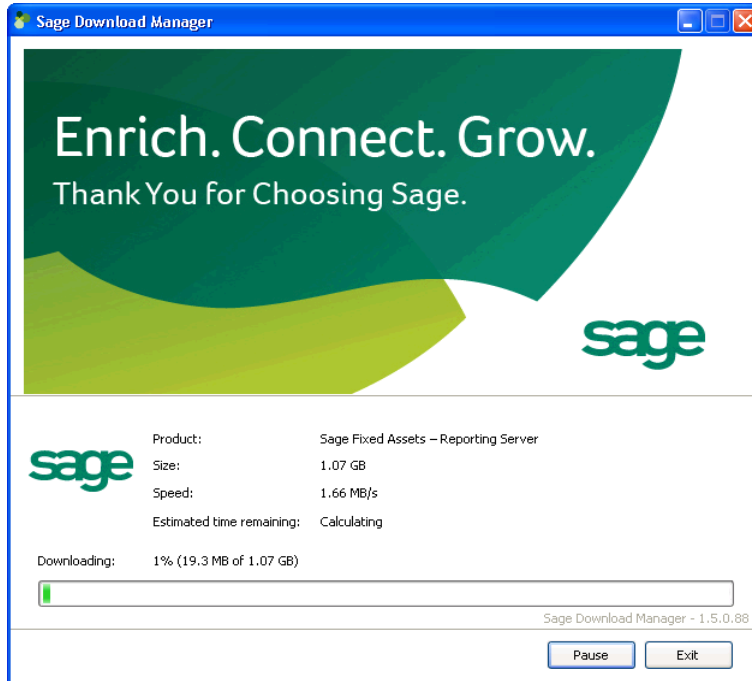 Sage Download Manager
Enrich. Connect. Grow.
Thank You for Choosing Sage.
sage
sage
Product: Sage Fixed Assets – Reporting Server
Size: 1.07 GB
Speed: 1.66 MB/s
Estimated time remaining: Calculating
Downloading: 1% (19.3 MB of 1.07 GB)
Sage Download Manager - 1.5.0.88
Pause Exit